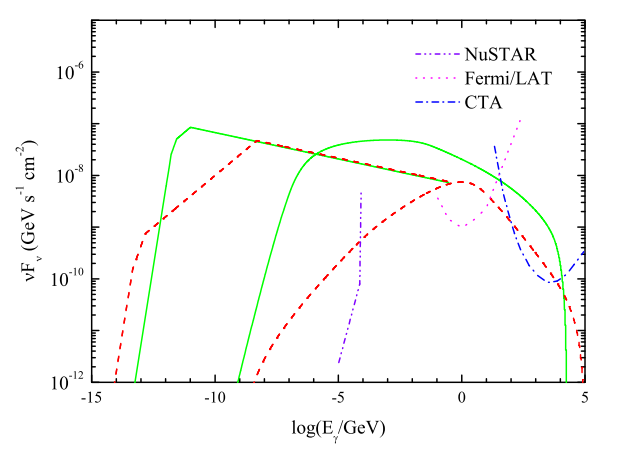 NuSTAR
Fermi/LAT
CTA
10^-6
10^-8
10^-10
10^-12
νF_ν (GeV s^-1 cm^-2)
-15 -10 -5 0 5
log(E_γ/GeV)